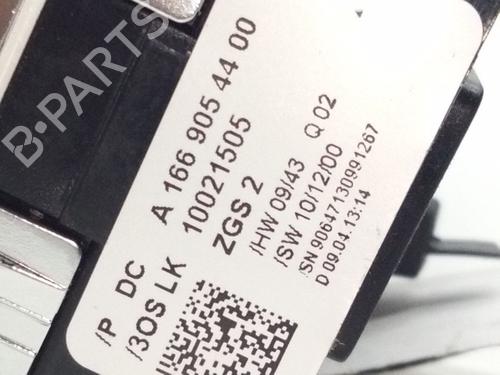 B-PARTS
A 166 905 44 00
10021505
ZGS 2
/HW 09/43 Q 02
/SW 10/12/00
/SN 90647130991267
D 09.04.13:14
/P DC
/3OS LK